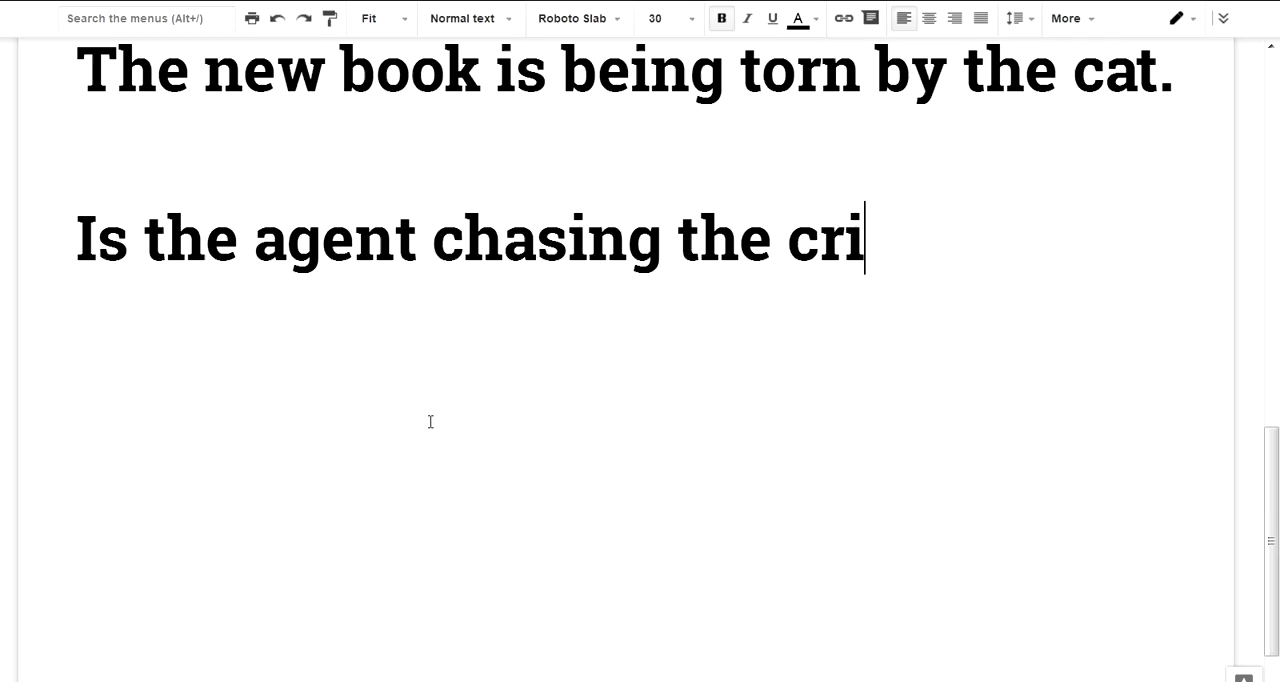 Search the menus (Alt+/) Fit Normal text Roboto Slab 30 B I U A More
The new book is being torn by the cat.
Is the agent chasing the cri